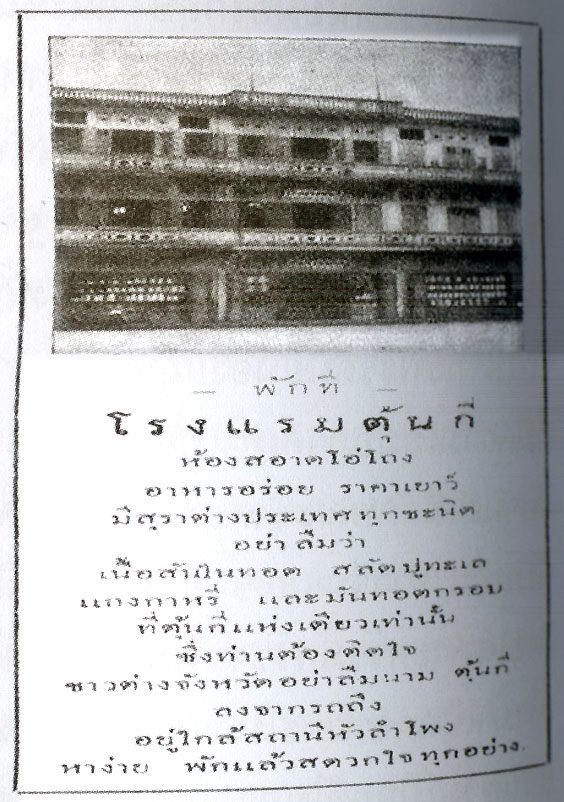 — พักที่ —
โรงแรมตุ้นกี่
ห้องสอาดโอ่โถง
อาหารอร่อย ราคาเยาว์
มีสุราต่างประเทศทุกชะนิด
อย่าลืมว่า
เนื้อสันทอด สลัดปูทะเล
แกงกาหรี่ และมันทอดกรอบ
ที่ตุ้นกี่แห่งเดียวเท่านั้น
ซึ่งท่านต้องติดใจ
ชาวต่างจังหวัดอย่าลืมนาม ตุ้นกี่
ลงจากรถถึง
อยู่ใกล้สถานีหัวลำโพง
หาง่าย พักแล้วสดวกใจทุกอย่าง.